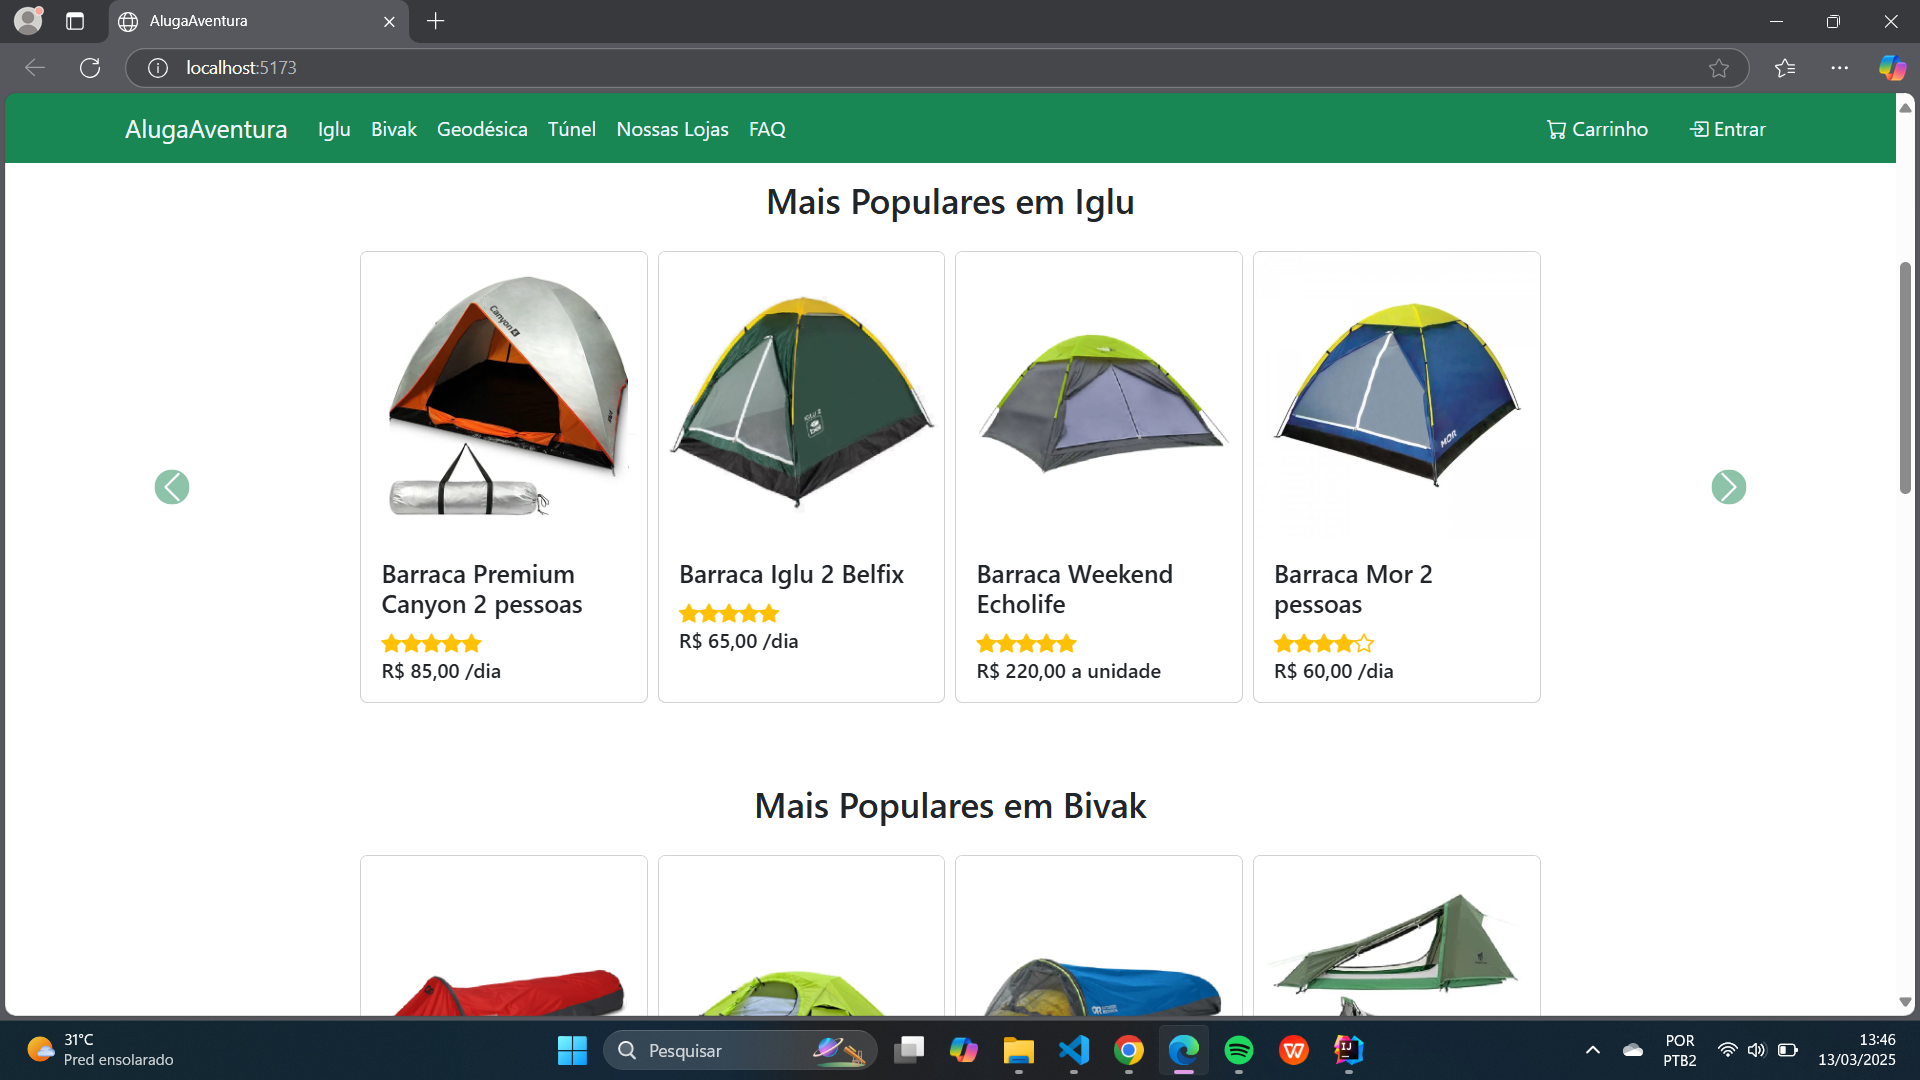 AlugaAventura
localhost:5173
AlugaAventura Iglu Bivak Geodésica Túnel Nossas Lojas FAQ Carrinho Entrar
Mais Populares em Iglu
Canyon
MOR
Barraca Premium
Canyon 2 pessoas
R$ 85,00 /dia
Barraca Iglu 2 Belfix
R$ 65,00 /dia
Barraca Weekend
Echolife
R$ 220,00 a unidade
Barraca Mor 2
pessoas
R$ 60,00 /dia
Mais Populares em Bivak
31°C
Pred ensolarado
Pesquisar
POR
PTB2
13:46
13/03/2025